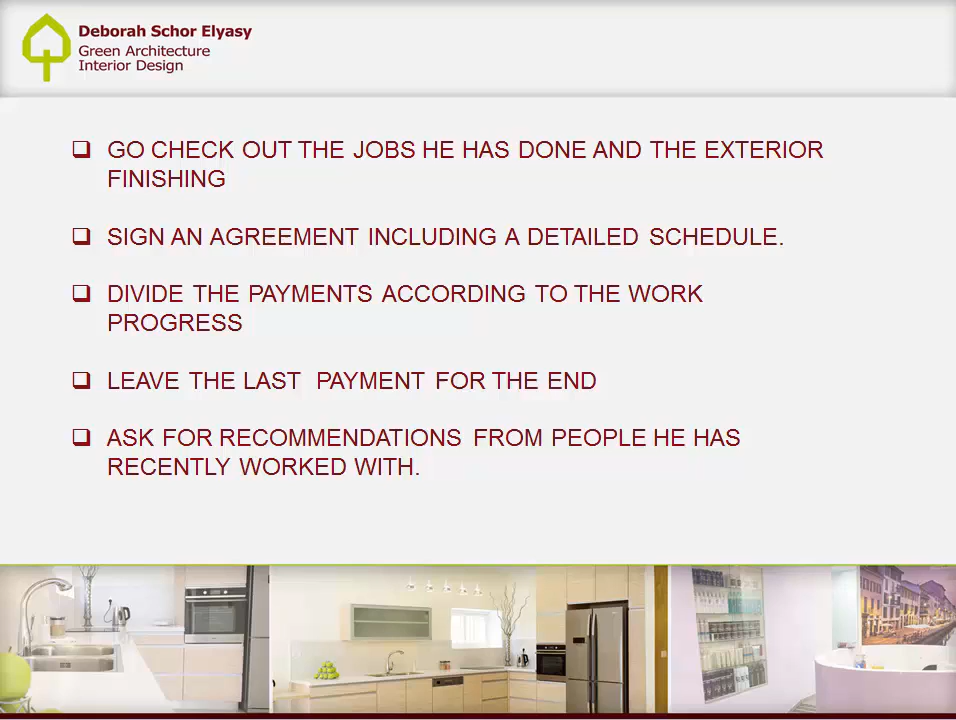 Deborah Schor Elyasy
Green Architecture
Interior Design
GO CHECK OUT THE JOBS HE HAS DONE AND THE EXTERIOR
FINISHING
SIGN AN AGREEMENT INCLUDING A DETAILED SCHEDULE.
DIVIDE THE PAYMENTS ACCORDING TO THE WORK
PROGRESS
LEAVE THE LAST PAYMENT FOR THE END
ASK FOR RECOMMENDATIONS FROM PEOPLE HE HAS
RECENTLY WORKED WITH.